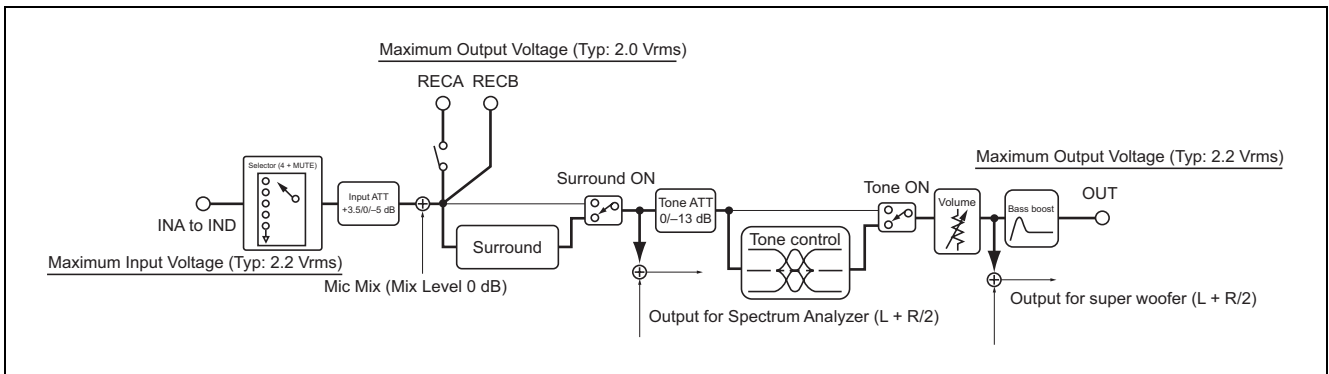 Maximum Output Voltage (Typ: 2.0 Vrms)
RECA RECB
Selector (4 + MUTE)
INA to IND
Maximum Input Voltage (Typ: 2.2 Vrms)
Input ATT
+3.5/0/–5 dB
Mic Mix (Mix Level 0 dB)
Surround
Surround ON
Tone ATT
0/–13 dB
Output for Spectrum Analyzer (L + R/2)
Tone control
Tone ON
Volume
Maximum Output Voltage (Typ: 2.2 Vrms)
Bass boost
OUT
Output for super woofer (L + R/2)